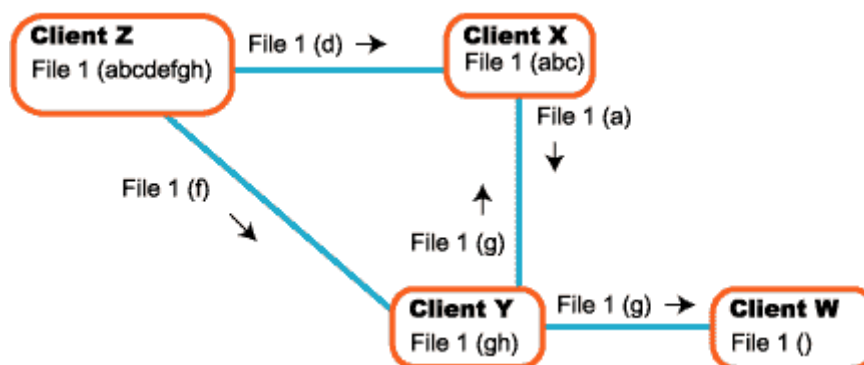 Client Z
File 1 (abcdefgh)
File 1 (d)
Client X
File 1 (abc)
File 1 (a)
File 1 (f)
File 1 (g)
Client Y
File 1 (gh)
File 1 (g)
Client W
File 1 ()